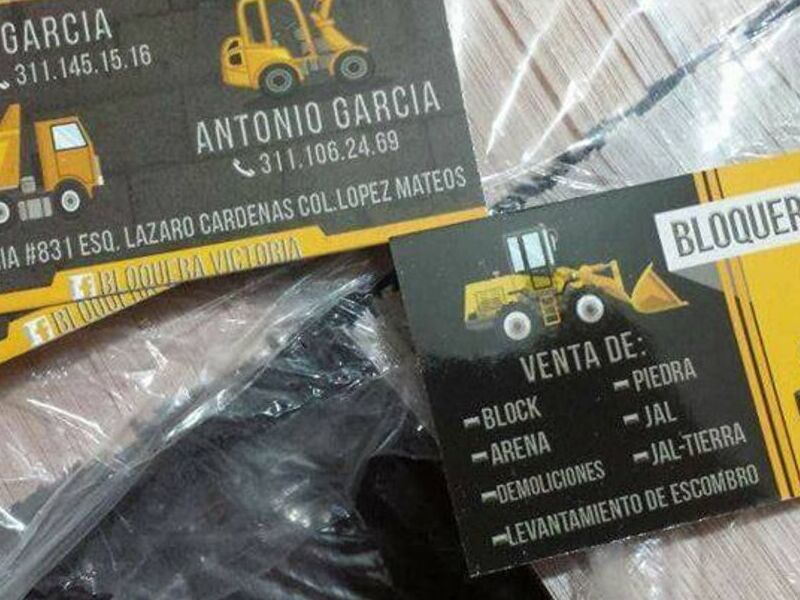 GARCIA
311.145.15.16
ANTONIO GARCIA
311.106.24.69
IA #831 ESQ. LAZARO CARDENAS COL.LOPEZ MATEOS
BLOQUERA VICTORIA
BLOQUERA
BLOQUER
VENTA DE:
-BLOCK
-ARENA
-DEMOLICIONES
-LEVANTAMIENTO DE ESCOMBRO
-PIEDRA
-JAL
-JAL-TIERRA